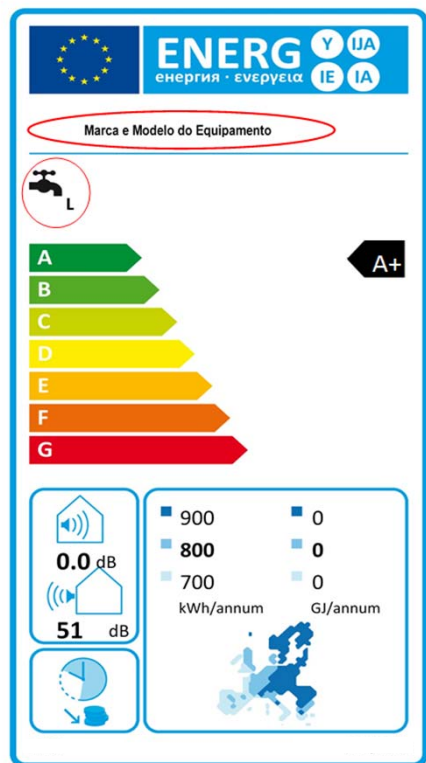 ENERG
енергия · ενεργεια
Y IJA
IE IA
Marca e Modelo do Equipamento
L
A
A+
B
C
D
E
F
G
0.0 dB
51 dB
900 0
800 0
700 0
kWh/annum GJ/annum